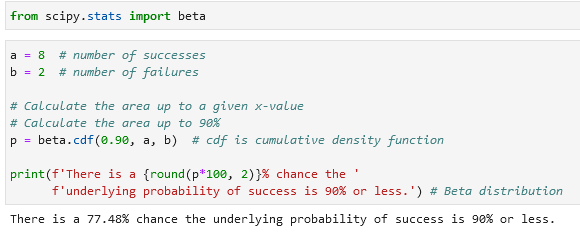 from scipy.stats import beta
a = 8  # number of successes
b = 2  # number of failures
# Calculate the area up to a given x-value
# Calculate the area up to 90%
p = beta.cdf(0.90, a, b)  # cdf is cumulative density function
print(f'There is a {round(p*100, 2)}% chance the '
      f'underlying probability of success is 90% or less.') # Beta distribution
There is a 77.48% chance the underlying probability of success is 90% or less.